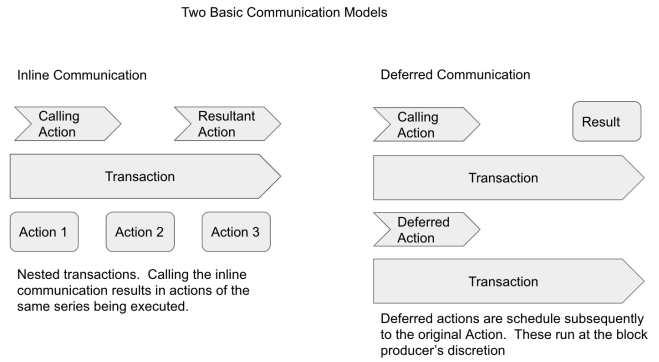 Two Basic Communication Models
Inline Communication
Calling
Action
Resultant
Action
Transaction
Action 1
Action 2
Action 3
Nested transactions.  Calling the inline
communication results in actions of the
same series being executed.
Deferred Communication
Calling
Action
Result
Transaction
Deferred
Action
Transaction
Deferred actions are schedule subsequently
to the original Action.  These run at the block
producer's discretion